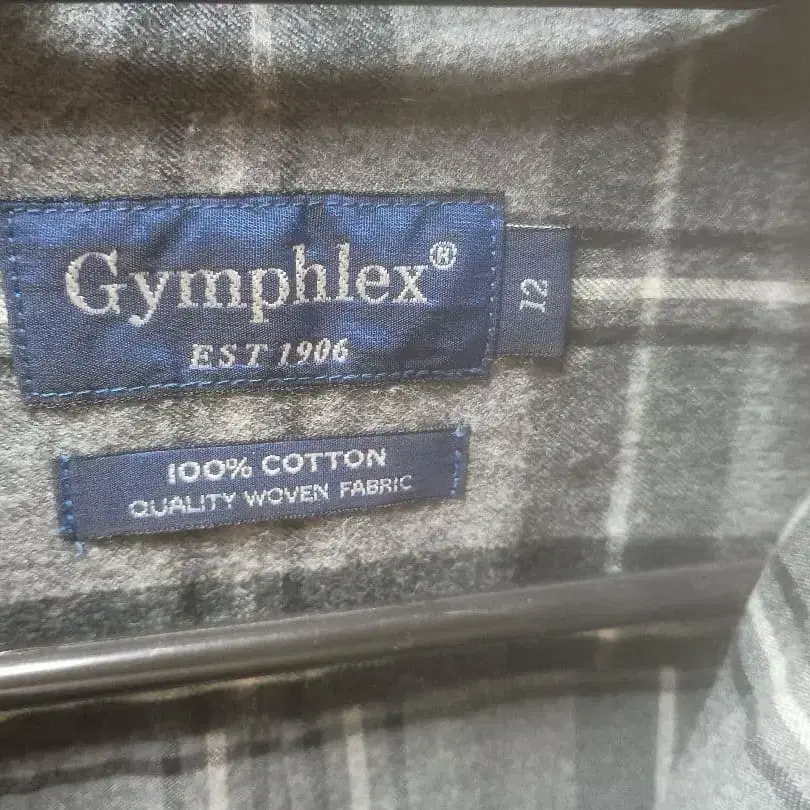 Gymphlex®
EST 1906
12
100% COTTON
QUALITY WOVEN FABRIC